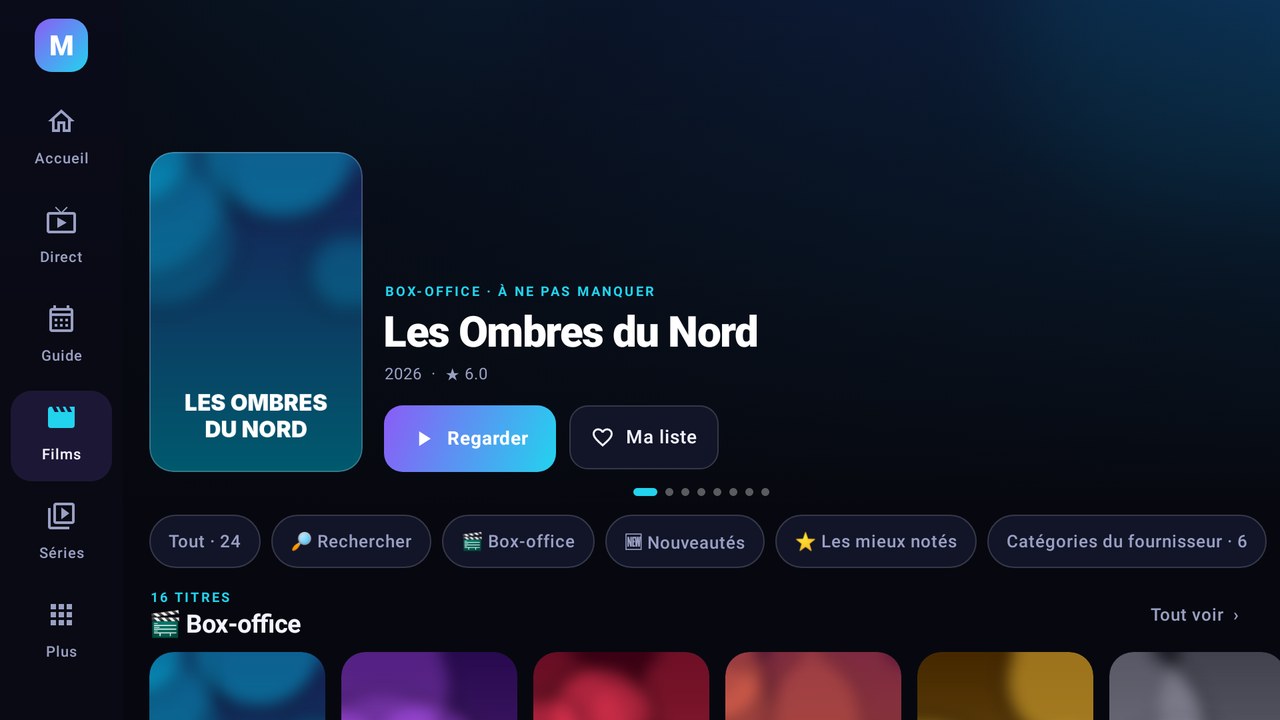 M
Accueil
Direct
Guide
Films
Séries
Plus
LES OMBRES
DU NORD
BOX-OFFICE · À NE PAS MANQUER
Les Ombres du Nord
2026 · ★ 6.0
Regarder
Ma liste
Tout · 24
🔎 Rechercher
🎬 Box-office
🆕 Nouveautés
⭐ Les mieux notés
Catégories du fournisseur · 6
16 TITRES
🎬 Box-office
Tout voir ›